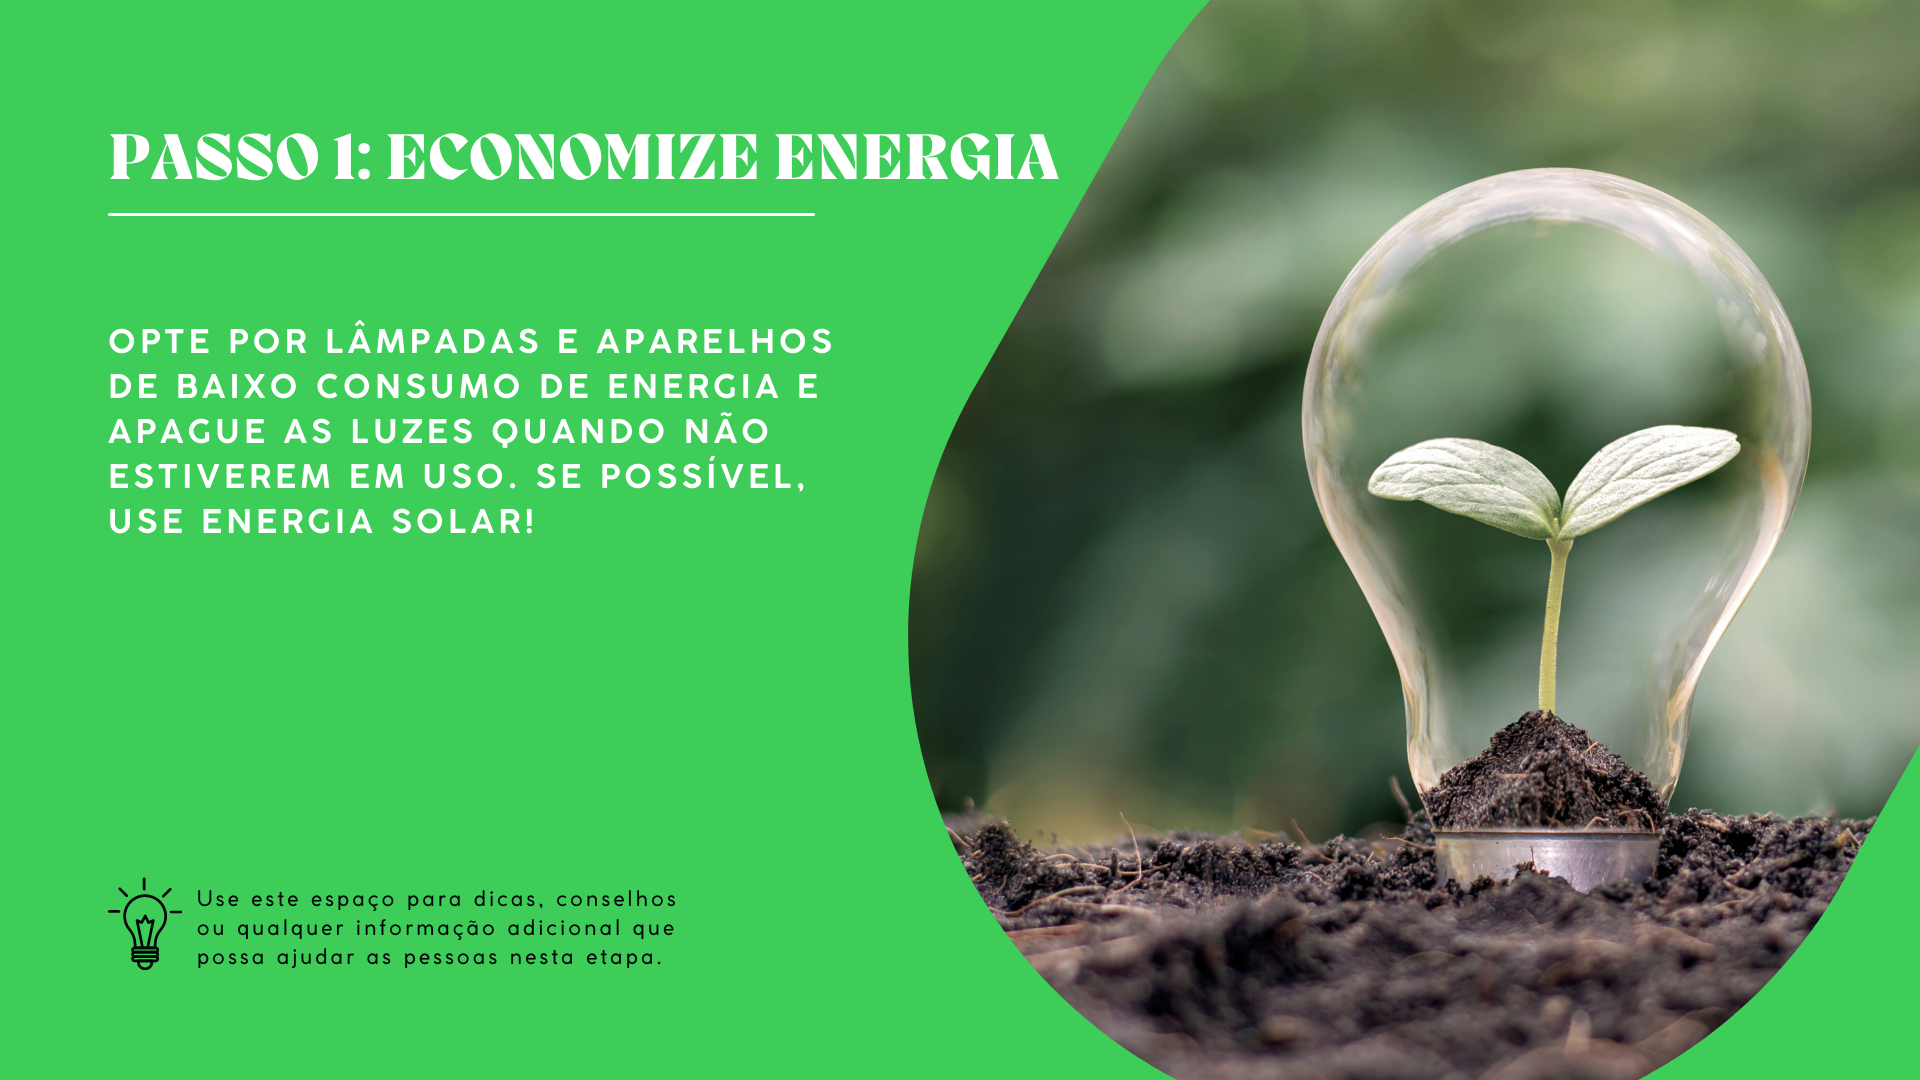 PASSO 1: ECONOMIZE ENERGIA
OPTE POR LÂMPADAS E APARELHOS
DE BAIXO CONSUMO DE ENERGIA E
APAGUE AS LUZES QUANDO NÃO
ESTIVEREM EM USO. SE POSSÍVEL,
USE ENERGIA SOLAR!
Use este espaço para dicas, conselhos
ou qualquer informação adicional que
possa ajudar as pessoas nesta etapa.